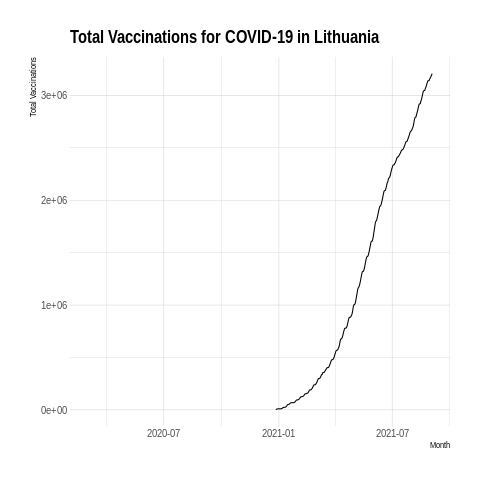 Total Vaccinations for COVID-19 in Lithuania
Total Vaccinations
3e+06
2e+06
1e+06
0e+00
2020-07 2021-01 2021-07
Month